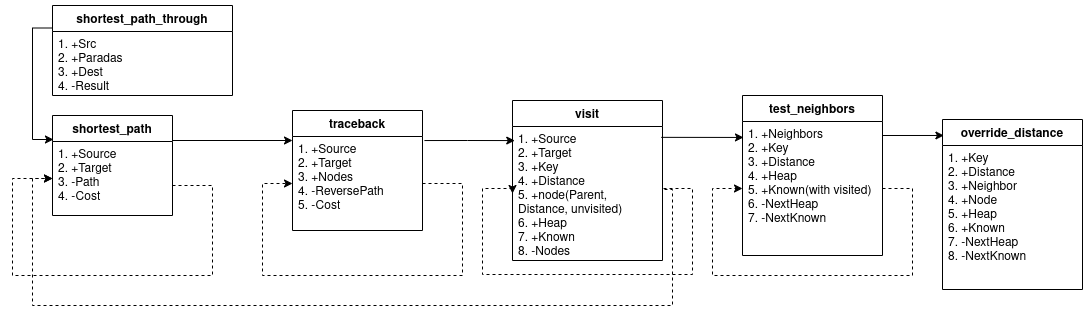 shortest_path_through
1. +Src
2. +Paradas
3. +Dest
4. -Result
shortest_path
1. +Source
2. +Target
3. -Path
4. -Cost
traceback
1. +Source
2. +Target
3. +Nodes
4. -ReversePath
5. -Cost
visit
1. +Source
2. +Target
3. +Key
4. +Distance
5. +node(Parent,
Distance, unvisited)
6. +Heap
7. +Known
8. -Nodes
test_neighbors
1. +Neighbors
2. +Key
3. +Distance
4. +Heap
5. +Known(with visited)
6. -NextHeap
7. -NextKnown
override_distance
1. +Key
2. +Distance
3. +Neighbor
4. +Node
5. +Heap
6. +Known
7. -NextHeap
8. -NextKnown